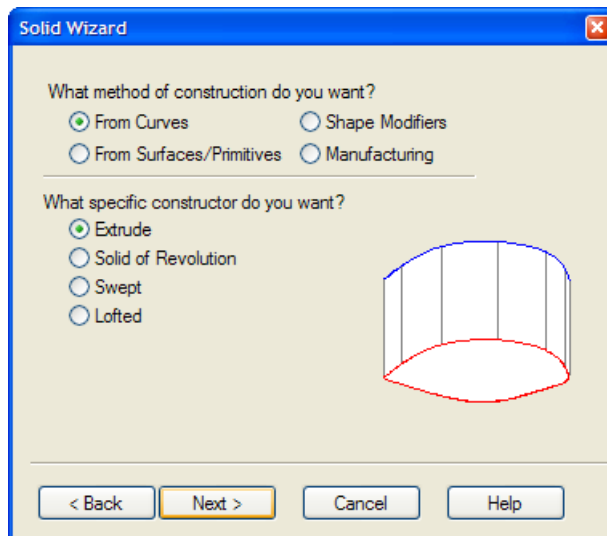 Solid Wizard
What method of construction do you want?
From Curves Shape Modifiers
From Surfaces/Primitives Manufacturing
What specific constructor do you want?
Extrude
Solid of Revolution
Swept
Lofted
< Back Next > Cancel Help